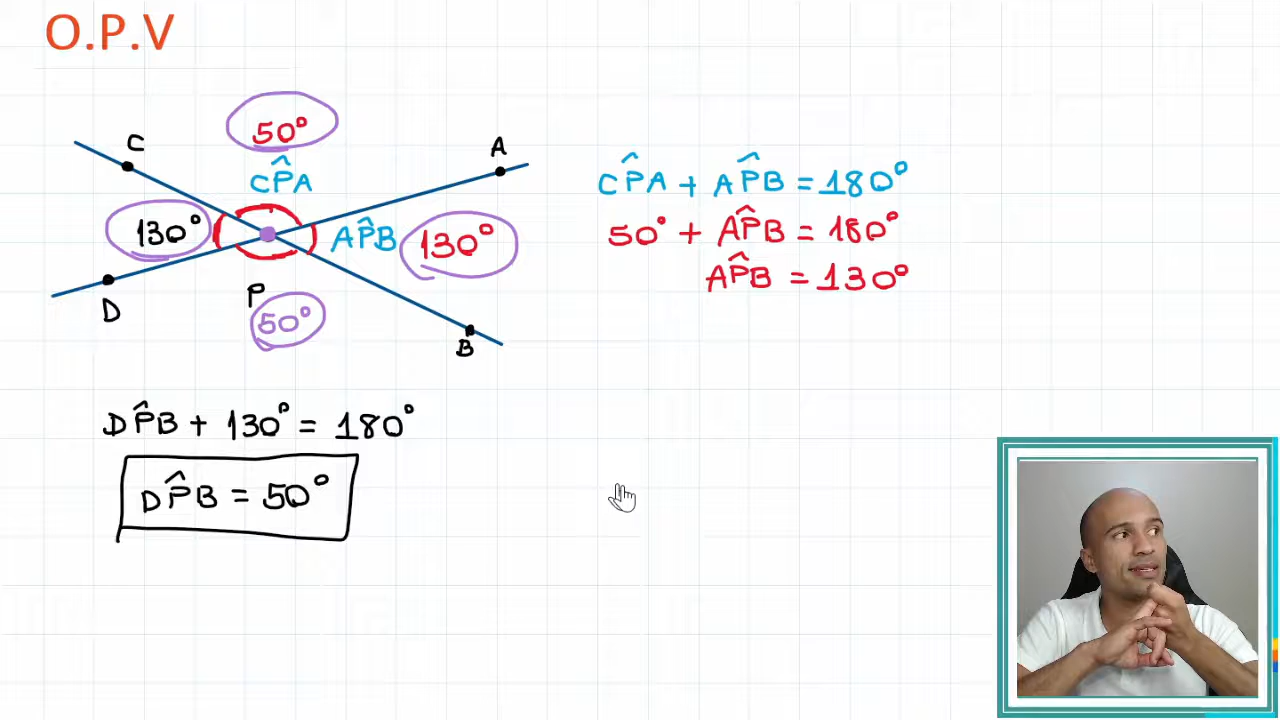 O.P.V
50°
C
A
CP̂A
130°
AP̂B
130°
D
P
50°
B
CP̂A + AP̂B = 180°
50° + AP̂B = 180°
AP̂B = 130°
DP̂B + 130° = 180°
DP̂B = 50°